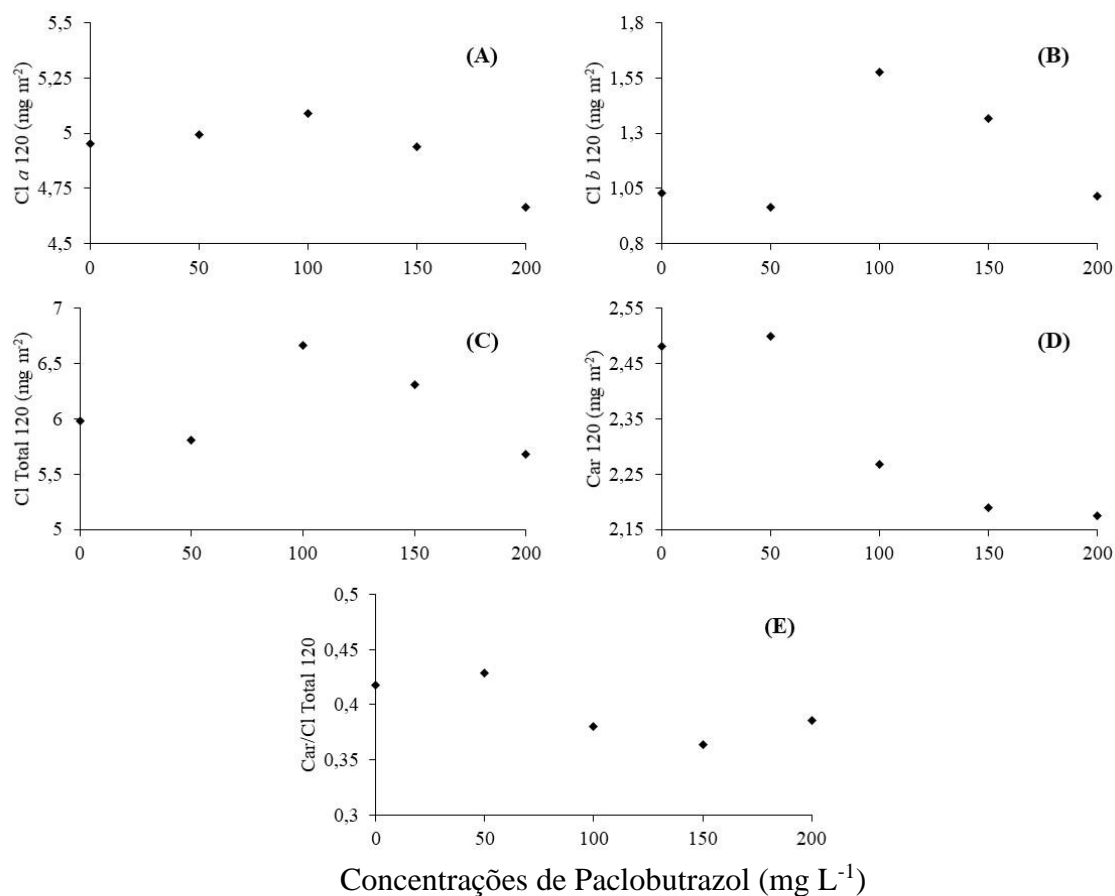 5,5
5,25
5
4,75
4,5
Cl a 120 (mg m⁻²)
(A)
0 50 100 150 200
1,8
1,55
1,3
1,05
0,8
Cl b 120 (mg m⁻²)
(B)
0 50 100 150 200
7
6,5
6
5,5
5
Cl Total 120 (mg m⁻²)
(C)
0 50 100 150 200
2,55
2,45
2,35
2,25
2,15
Car 120 (mg m⁻²)
(D)
0 50 100 150 200
0,5
0,45
0,4
0,35
0,3
Car/Cl Total 120
(E)
0 50 100 150 200
Concentrações de Paclobutrazol (mg L⁻¹)